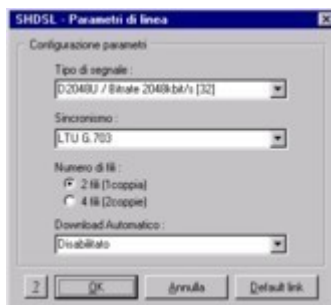 SHDSL - Parametri di linea
Configurazione parametri
Tipo di segnale :
D2048U / Bitrate 2048kbit/s [32]
Sincronismo :
LTU G.703
Numero di fili :
2 fili (1coppia)
4 fili (2coppie)
Download Automatico :
Disabilitato
? OK Annulla Default link